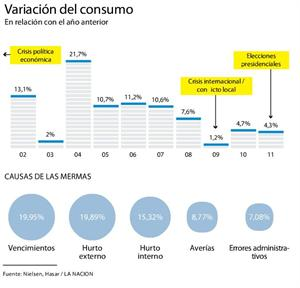 Variación del consumo
En relación con el año anterior
Crisis política
económica
21,7%
Elecciones
presidenciales
Crisis internacional /
con icto local
13,1%
2%
10,7%
11,2%
10,6%
7,6%
1,2%
4,7%
4,3%
02 03 04 05 06 07 08 09 10 11
CAUSAS DE LAS MERMAS
19,95% 19,89% 15,32% 8,77% 7,08%
Vencimientos Hurto Hurto Averías Errores administra-
externo interno tivos
Fuente: Nielsen, Hasar / LA NACION